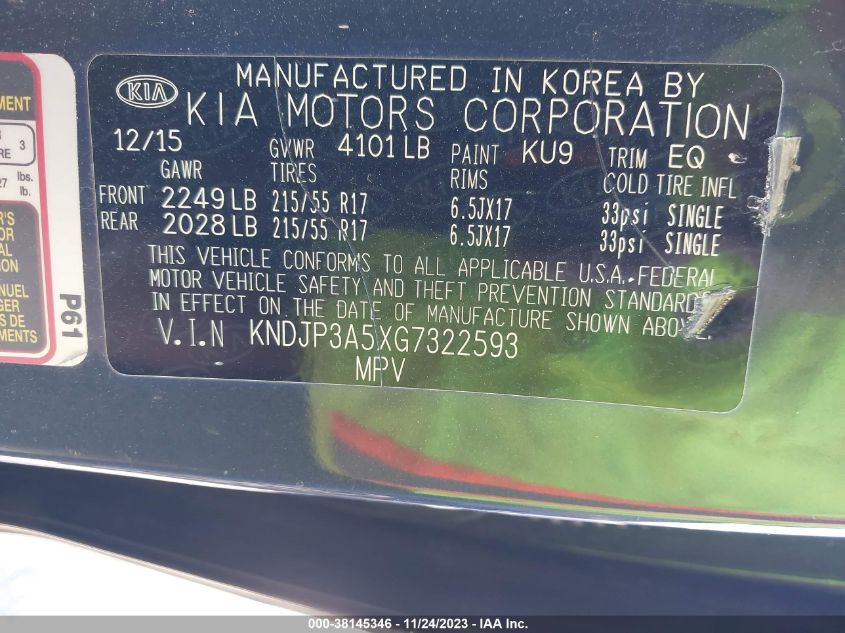 MANUFACTURED IN KOREA BY
KIA KIA MOTORS CORPORATION
12/15 GVWR 4101 LB PAINT KU9 TRIM EQ
GAWR TIRES RIMS COLD TIRE INFL
FRONT 2249 LB 215/55 R17 6.5JX17 33psi SINGLE
REAR 2028 LB 215/55 R17 6.5JX17 33psi SINGLE
THIS VEHICLE CONFORMS TO ALL APPLICABLE U.S.A. FEDERAL
MOTOR VEHICLE SAFETY AND THEFT PREVENTION STANDARDS
IN EFFECT ON THE DATE OF MANUFACTURE SHOWN ABOVE.
V.I.N KNDJP3A5XG7322593
MPV
3
lbs.
lb.
P61
000-38145346 - 11/24/2023 - IAA Inc.